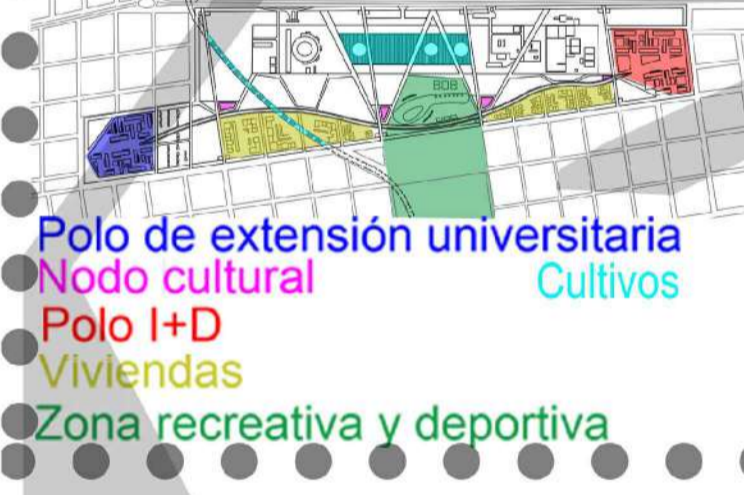 Polo de extensión universitaria
Nodo cultural
Cultivos
Polo I+D
Viviendas
Zona recreativa y deportiva